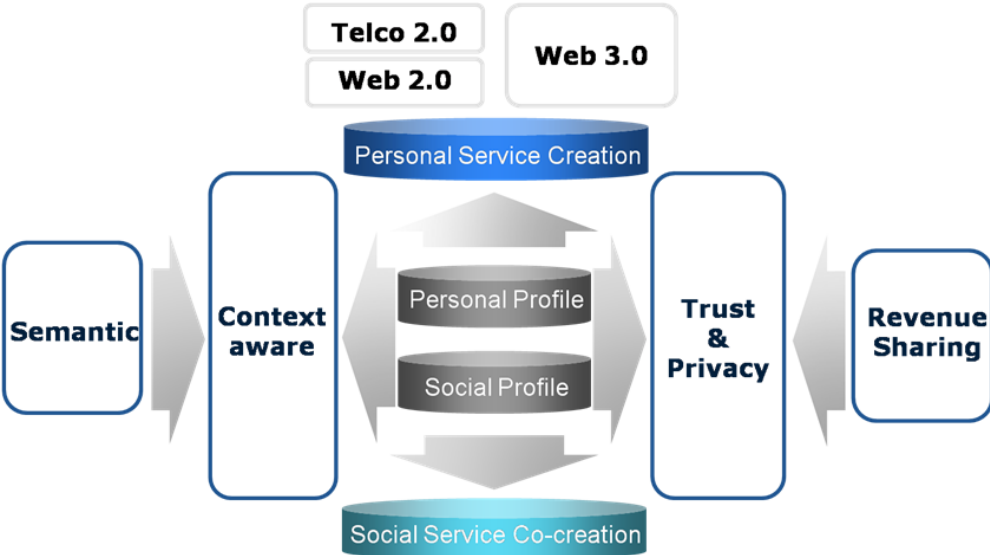 Telco 2.0
Web 2.0
Web 3.0
Personal Service Creation
Semantic
Context
aware
Personal Profile
Social Profile
Trust
&
Privacy
Revenue
Sharing
Social Service Co-creation